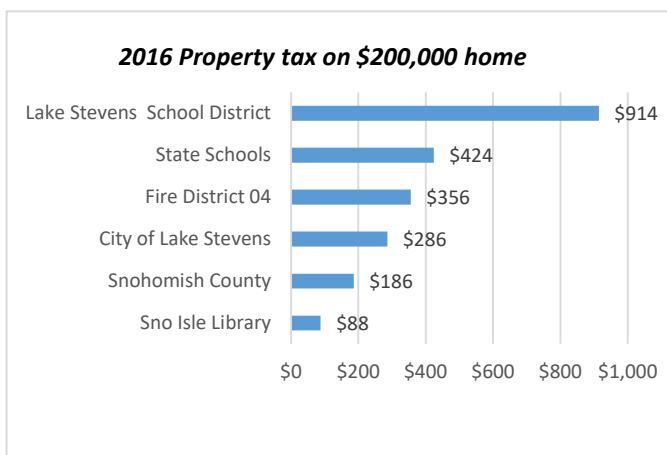 2016 Property tax on $200,000 home
Lake Stevens School District $914
State Schools $424
Fire District 04 $356
City of Lake Stevens $286
Snohomish County $186
Sno Isle Library $88
$0 $200 $400 $600 $800 $1,000